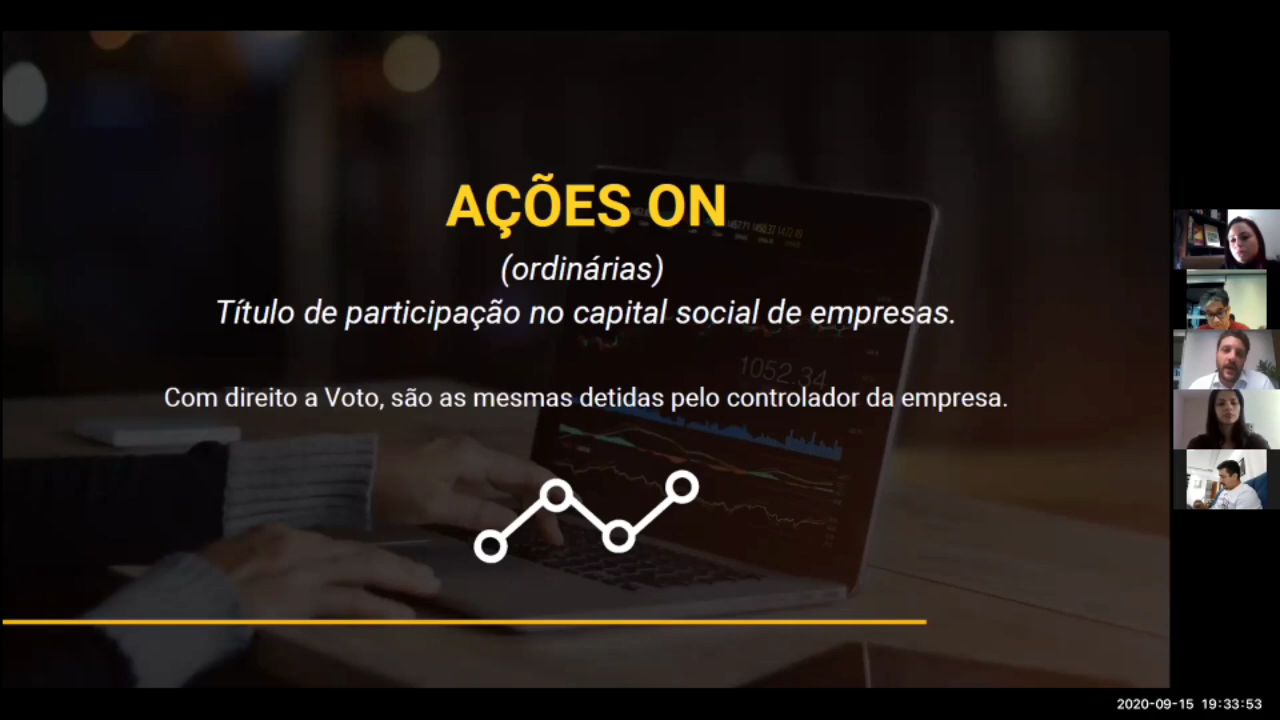 AÇÕES ON
(ordinárias)
Título de participação no capital social de empresas.
1052.34
Com direito a Voto, são as mesmas detidas pelo controlador da empresa.
2020-09-15 19:33:53